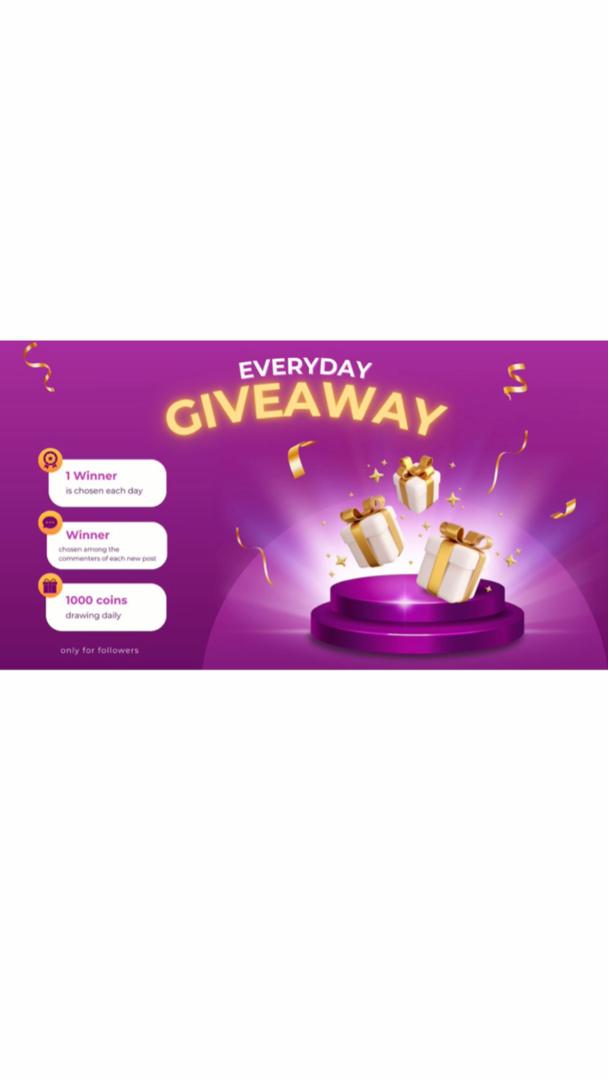 EVERYDAY
GIVEAWAY
1 Winner
is chosen each day
Winner
chosen among the
commenters of each new post
1000 coins
drawing daily
only for followers